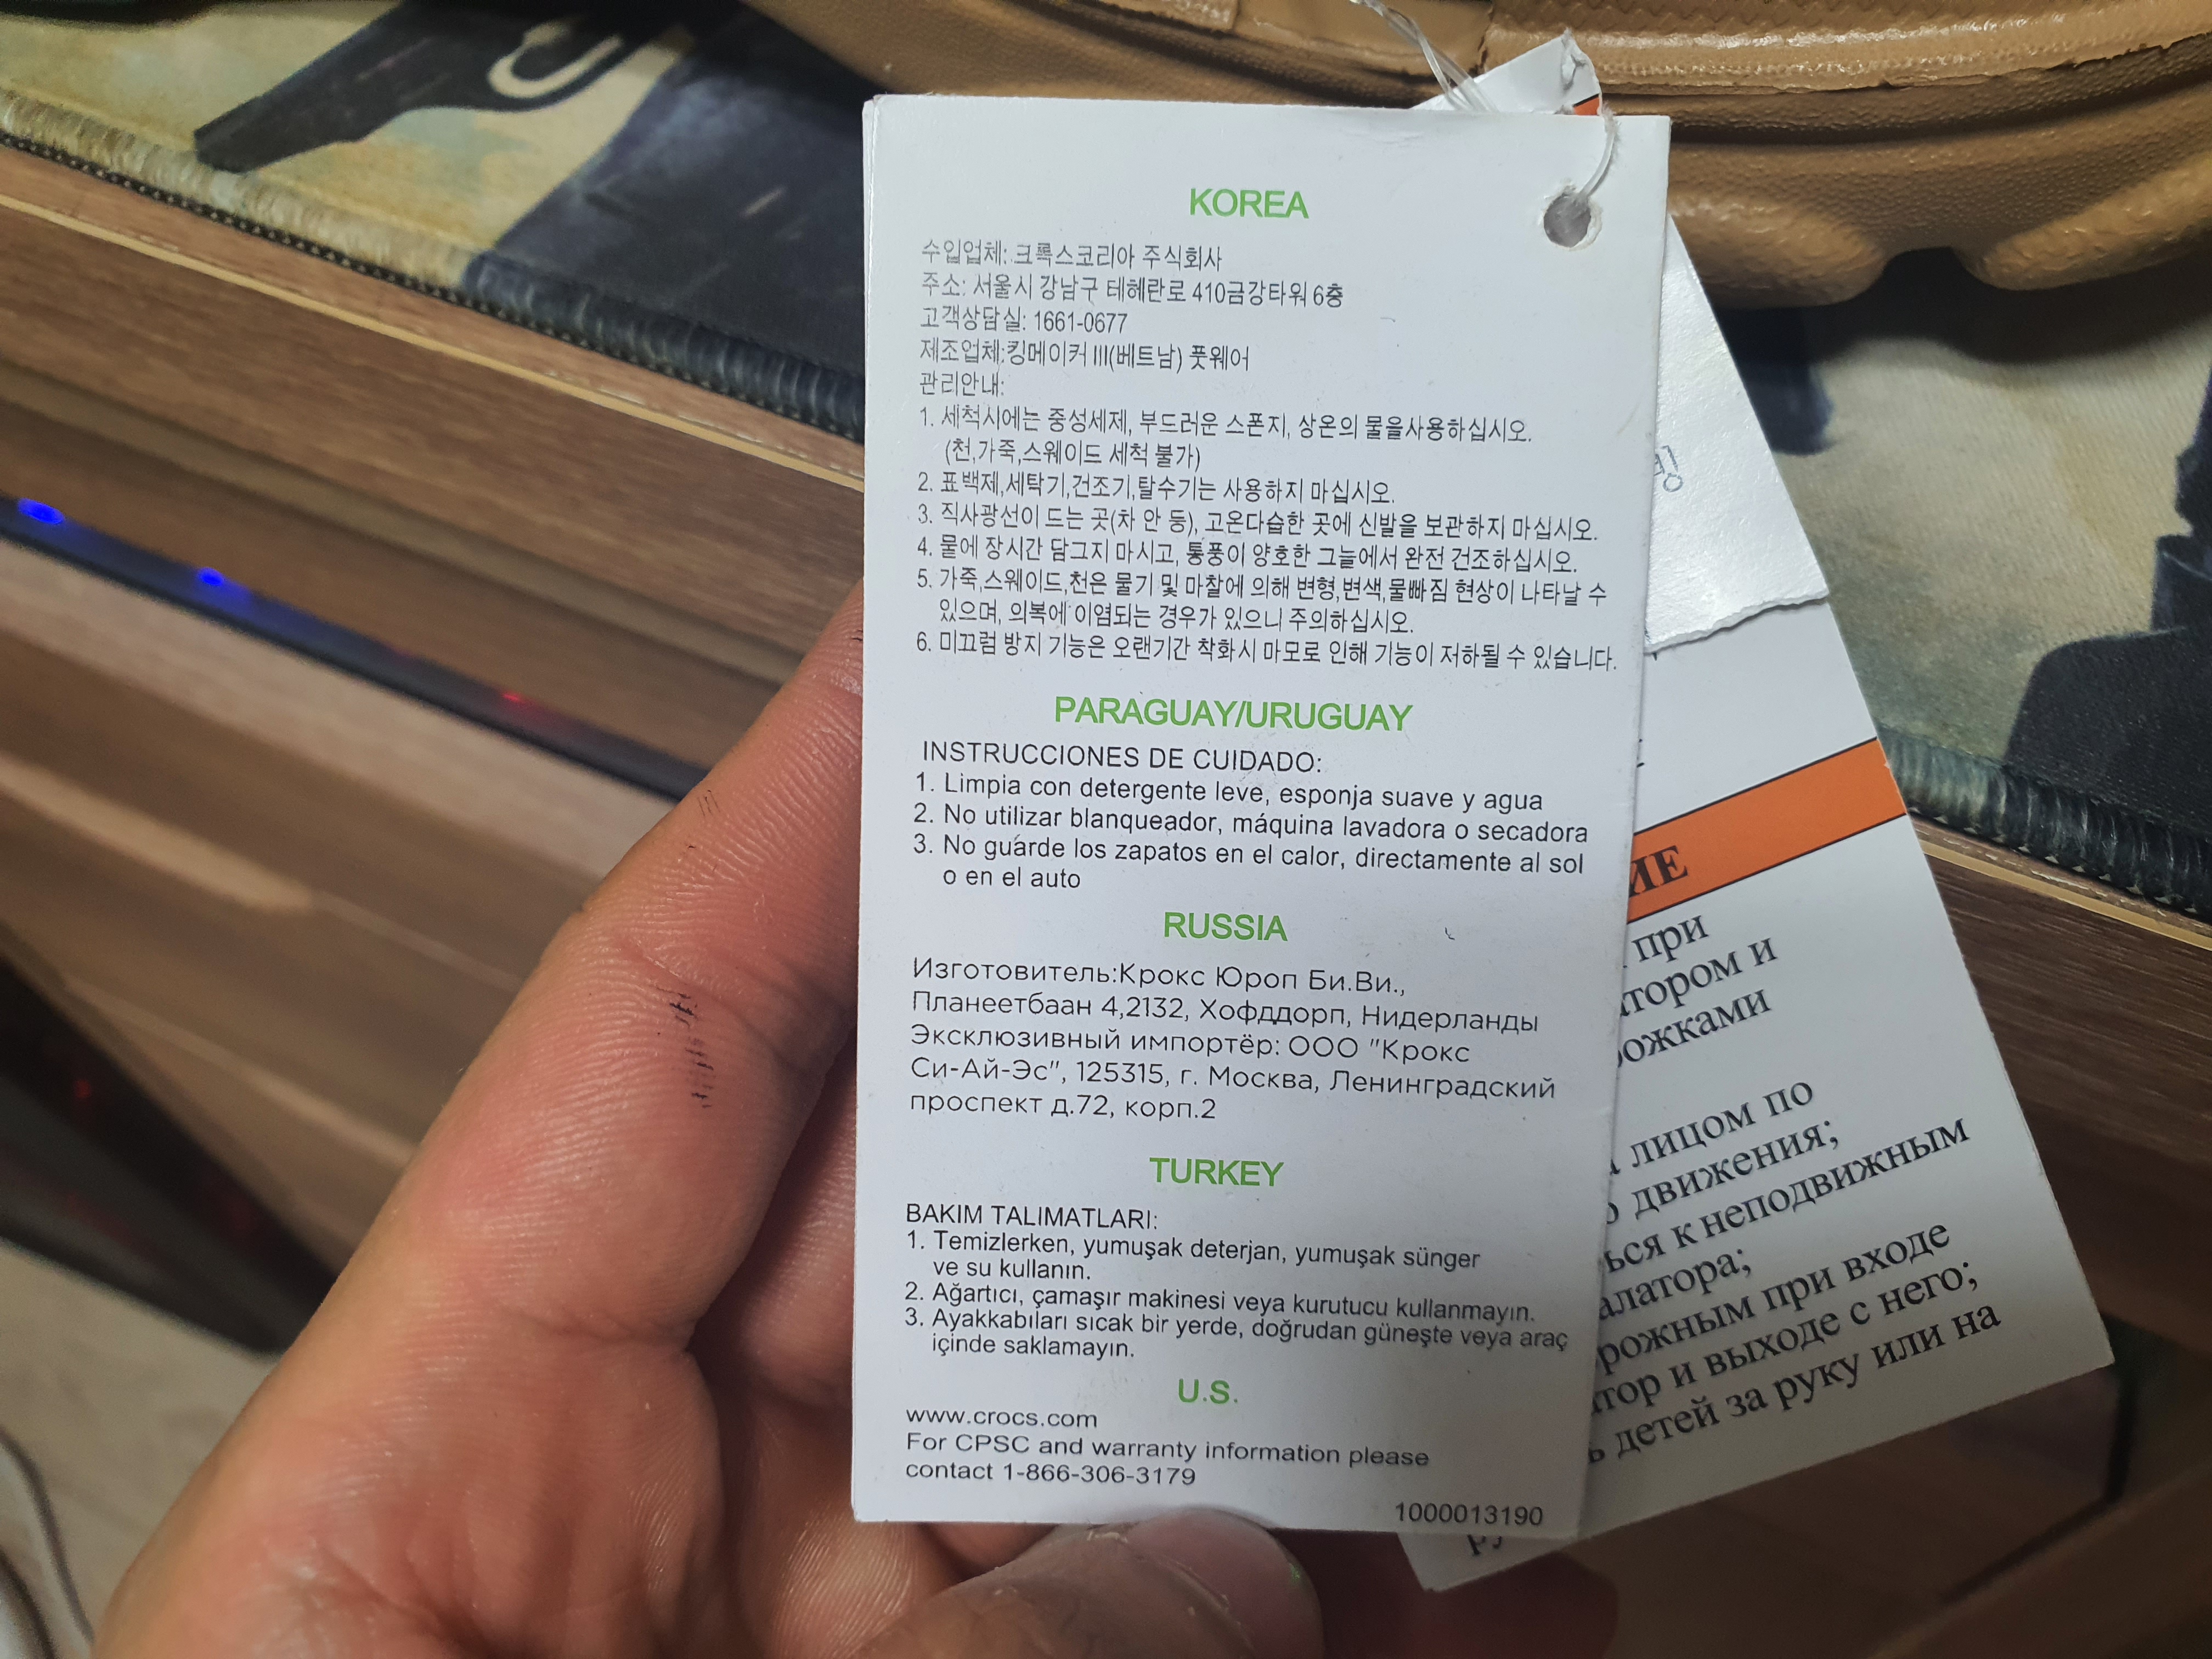 KOREA
수입업체: 크록스코리아 주식회사
주소: 서울시 강남구 테헤란로 410금강타워 6층
고객상담실: 1661-0677
제조업체:킹메이커 III(베트남) 풋웨어
관리안내:
1. 세척시에는 중성세제, 부드러운 스폰지, 상온의 물을사용하십시오.
(천,가죽,스웨이드 세척 불가)
2. 표백제,세탁기,건조기,탈수기는 사용하지 마십시오.
3. 직사광선이 드는 곳(차 안 등), 고온다습한 곳에 신발을 보관하지 마십시오.
4. 물에 장시간 담그지 마시고, 통풍이 양호한 그늘에서 완전 건조하십시오.
5. 가죽,스웨이드,천은 물기 및 마찰에 의해 변형,변색,물빠짐 현상이 나타날 수
있으며, 의복에 이염되는 경우가 있으니 주의하십시오.
6. 미끄럼 방지 기능은 오랜기간 착화시 마모로 인해 기능이 저하될 수 있습니다.
PARAGUAY/URUGUAY
INSTRUCCIONES DE CUIDADO:
1. Limpia con detergente leve, esponja suave y agua
2. No utilizar blanqueador, máquina lavadora o secadora
3. No guarde los zapatos en el calor, directamente al sol
o en el auto
RUSSIA
Изготовитель:Крокс Юроп Би.Ви.,
Планеетбаан 4,2132, Хофддорп, Нидерланды
Эксклюзивный импортёр: ООО "Крокс
Си-Ай-Эс", 125315, г. Москва, Ленинградский
проспект д.72, корп.2
TURKEY
BAKIM TALIMATLARI:
1. Temizlerken, yumuşak deterjan, yumuşak sünger
ve su kullanın.
2. Ağartıcı, çamaşır makinesi veya kurutucu kullanmayın.
3. Ayakkabıları sıcak bir yerde, doğrudan güneşte veya araç
içinde saklamayın.
U.S.
www.crocs.com
For CPSC and warranty information please
contact 1-866-306-3179
1000013190
ИЕ
при
тором и
ожками
лицом по
движения;
ься к неподвижным
алатора;
рожным при входе
тор и выходе с него;
ь детей за руку или на